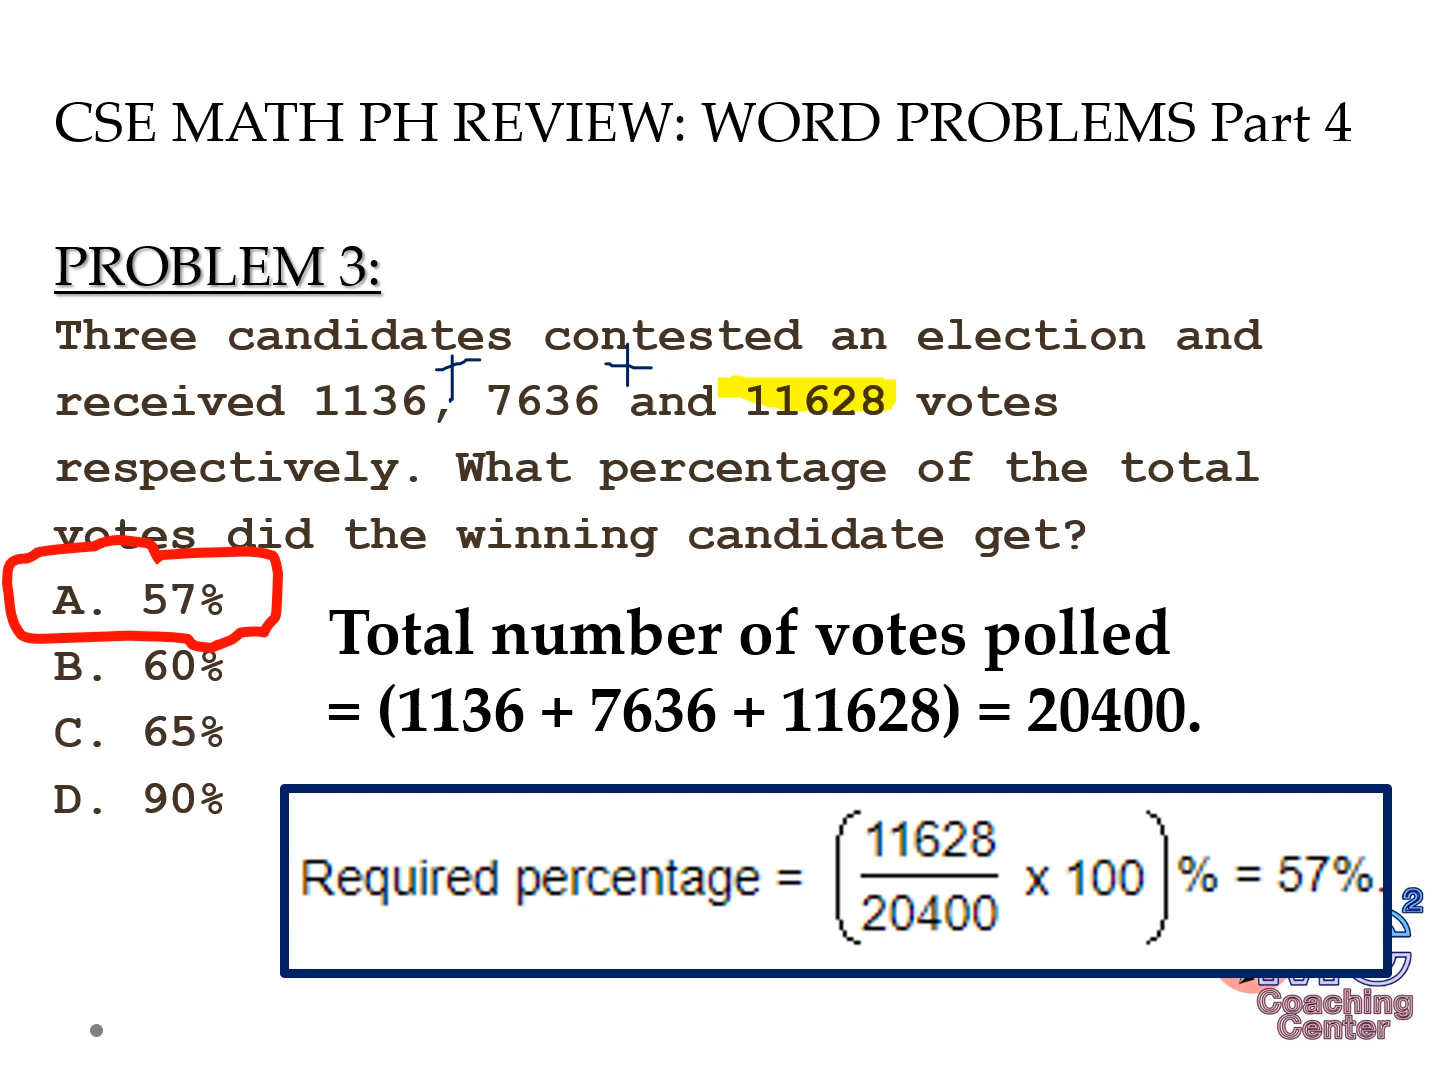 CSE MATH PH REVIEW: WORD PROBLEMS Part 4
PROBLEM 3:
Three candidates contested an election and
received 1136, 7636 and 11628 votes
respectively. What percentage of the total
votes did the winning candidate get?
A. 57%
B. 60%
C. 65%
D. 90%
Total number of votes polled
= (1136 + 7636 + 11628) = 20400.
Required percentage = (11628/20400 x 100)% = 57%.
2
Coaching
Center